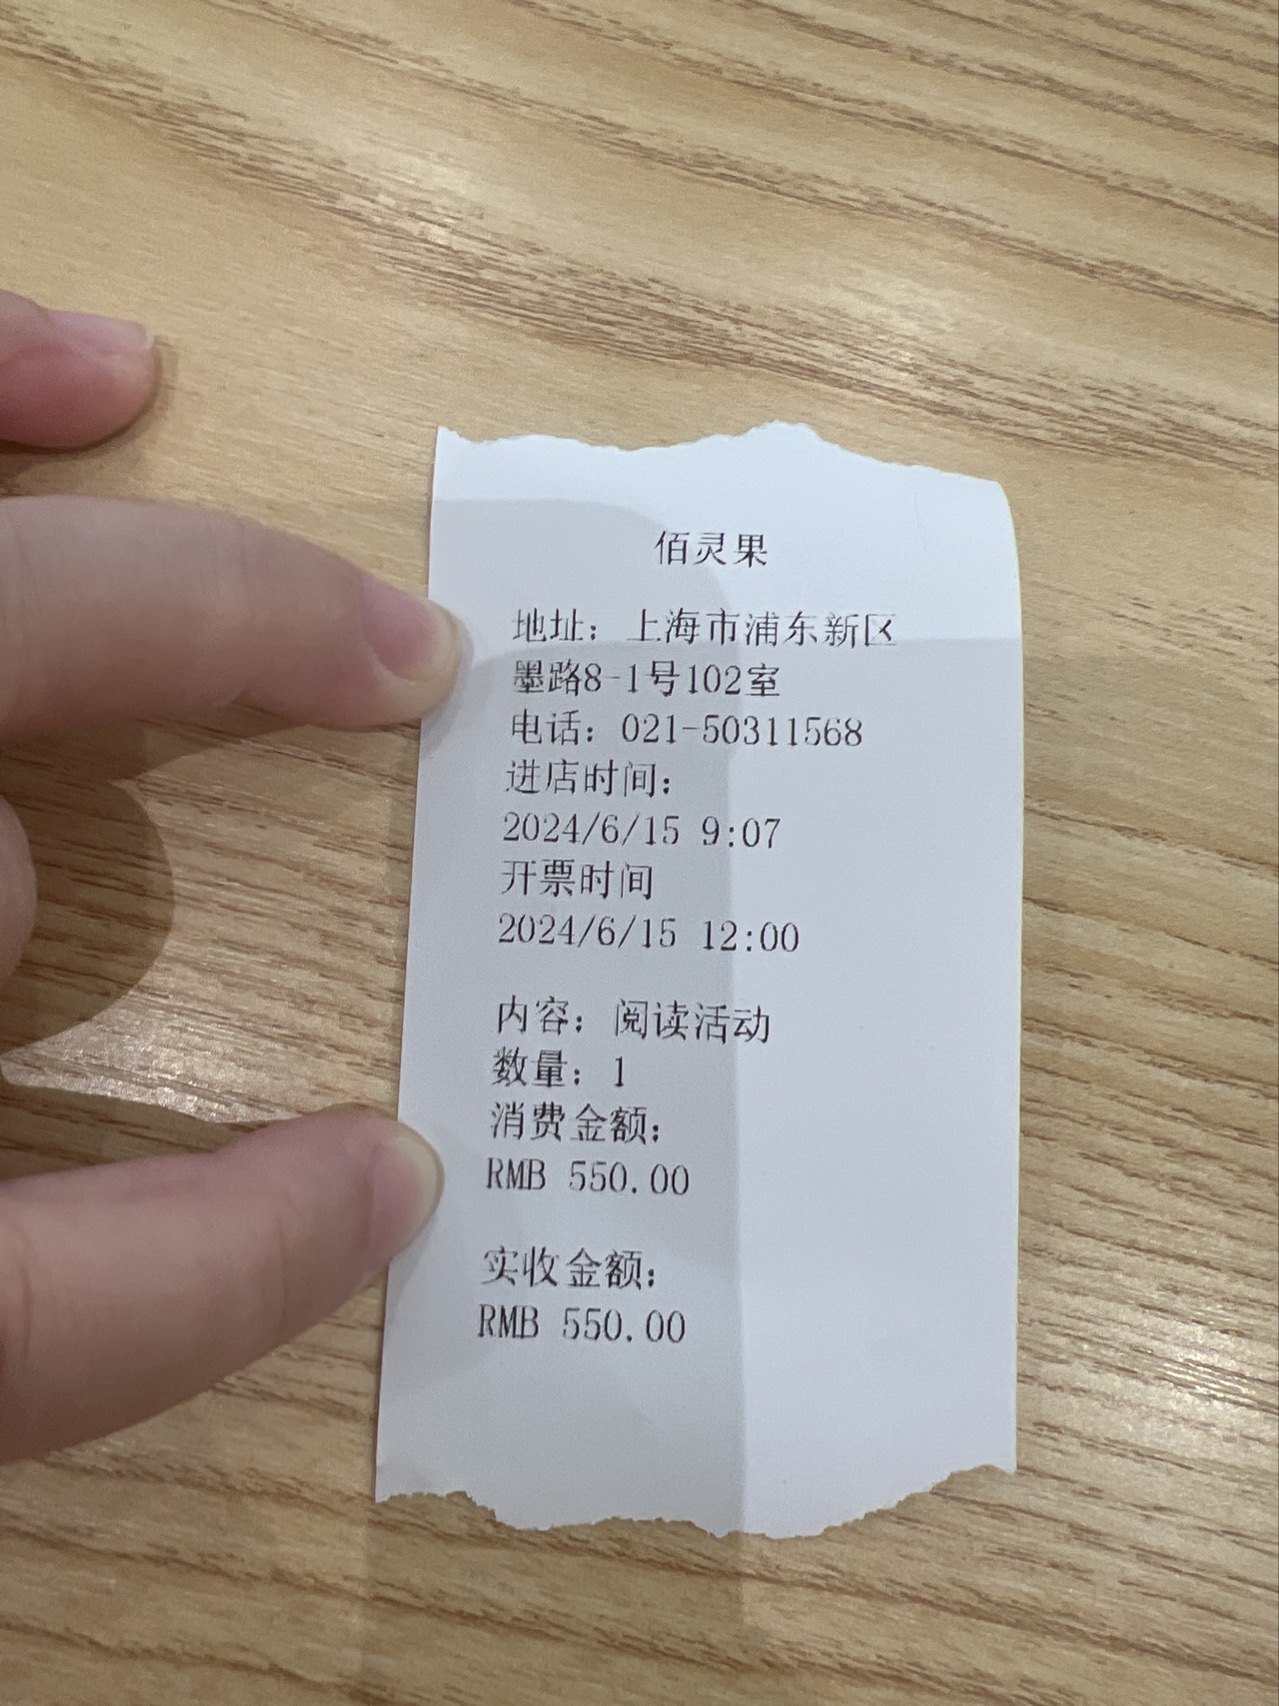 佰灵果
地址：上海市浦东新区
墨路8-1号102室
电话：021-50311568
进店时间：
2024/6/15 9:07
开票时间
2024/6/15 12:00
内容：阅读活动
数量：1
消费金额：
RMB 550.00
实收金额：
RMB 550.00